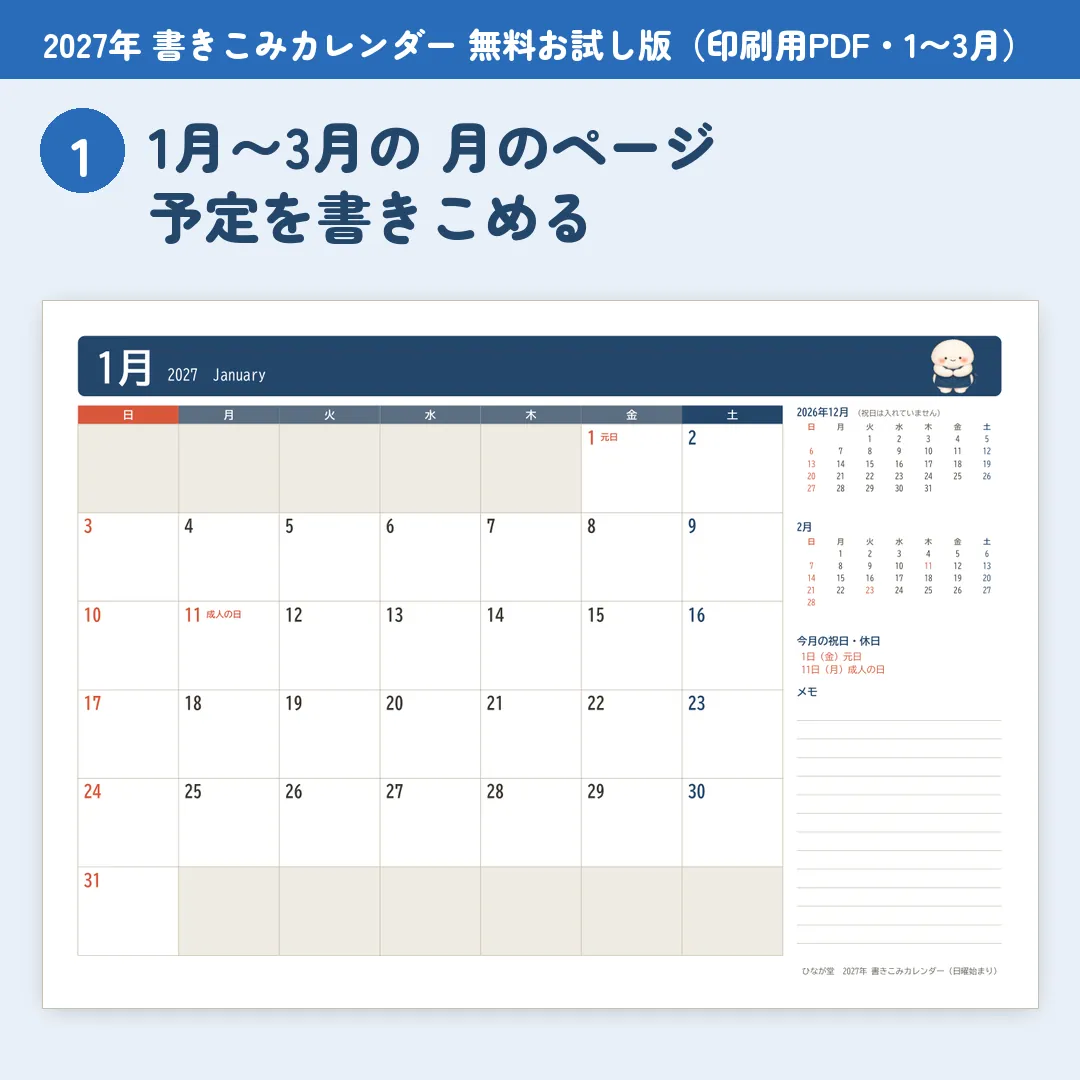 2027年 書きこみカレンダー 無料お試し版（印刷用PDF・1〜3月）
1
1月〜3月の 月のページ
予定を書きこめる
1月 2027 January
日 月 火 水 木 金 土
1 元日 2
3 4 5 6 7 8 9
10 11 成人の日 12 13 14 15 16
17 18 19 20 21 22 23
24 25 26 27 28 29 30
31
2026年12月 （祝日は入れていません）
日 月 火 水 木 金 土
1 2 3 4 5
6 7 8 9 10 11 12
13 14 15 16 17 18 19
20 21 22 23 24 25 26
27 28 29 30 31
2月
日 月 火 水 木 金 土
1 2 3 4 5 6
7 8 9 10 11 12 13
14 15 16 17 18 19 20
21 22 23 24 25 26 27
28
今月の祝日・休日
1日（金）元日
11日（月）成人の日
メモ
ひなが堂 2027年 書きこみカレンダー（日曜始まり）